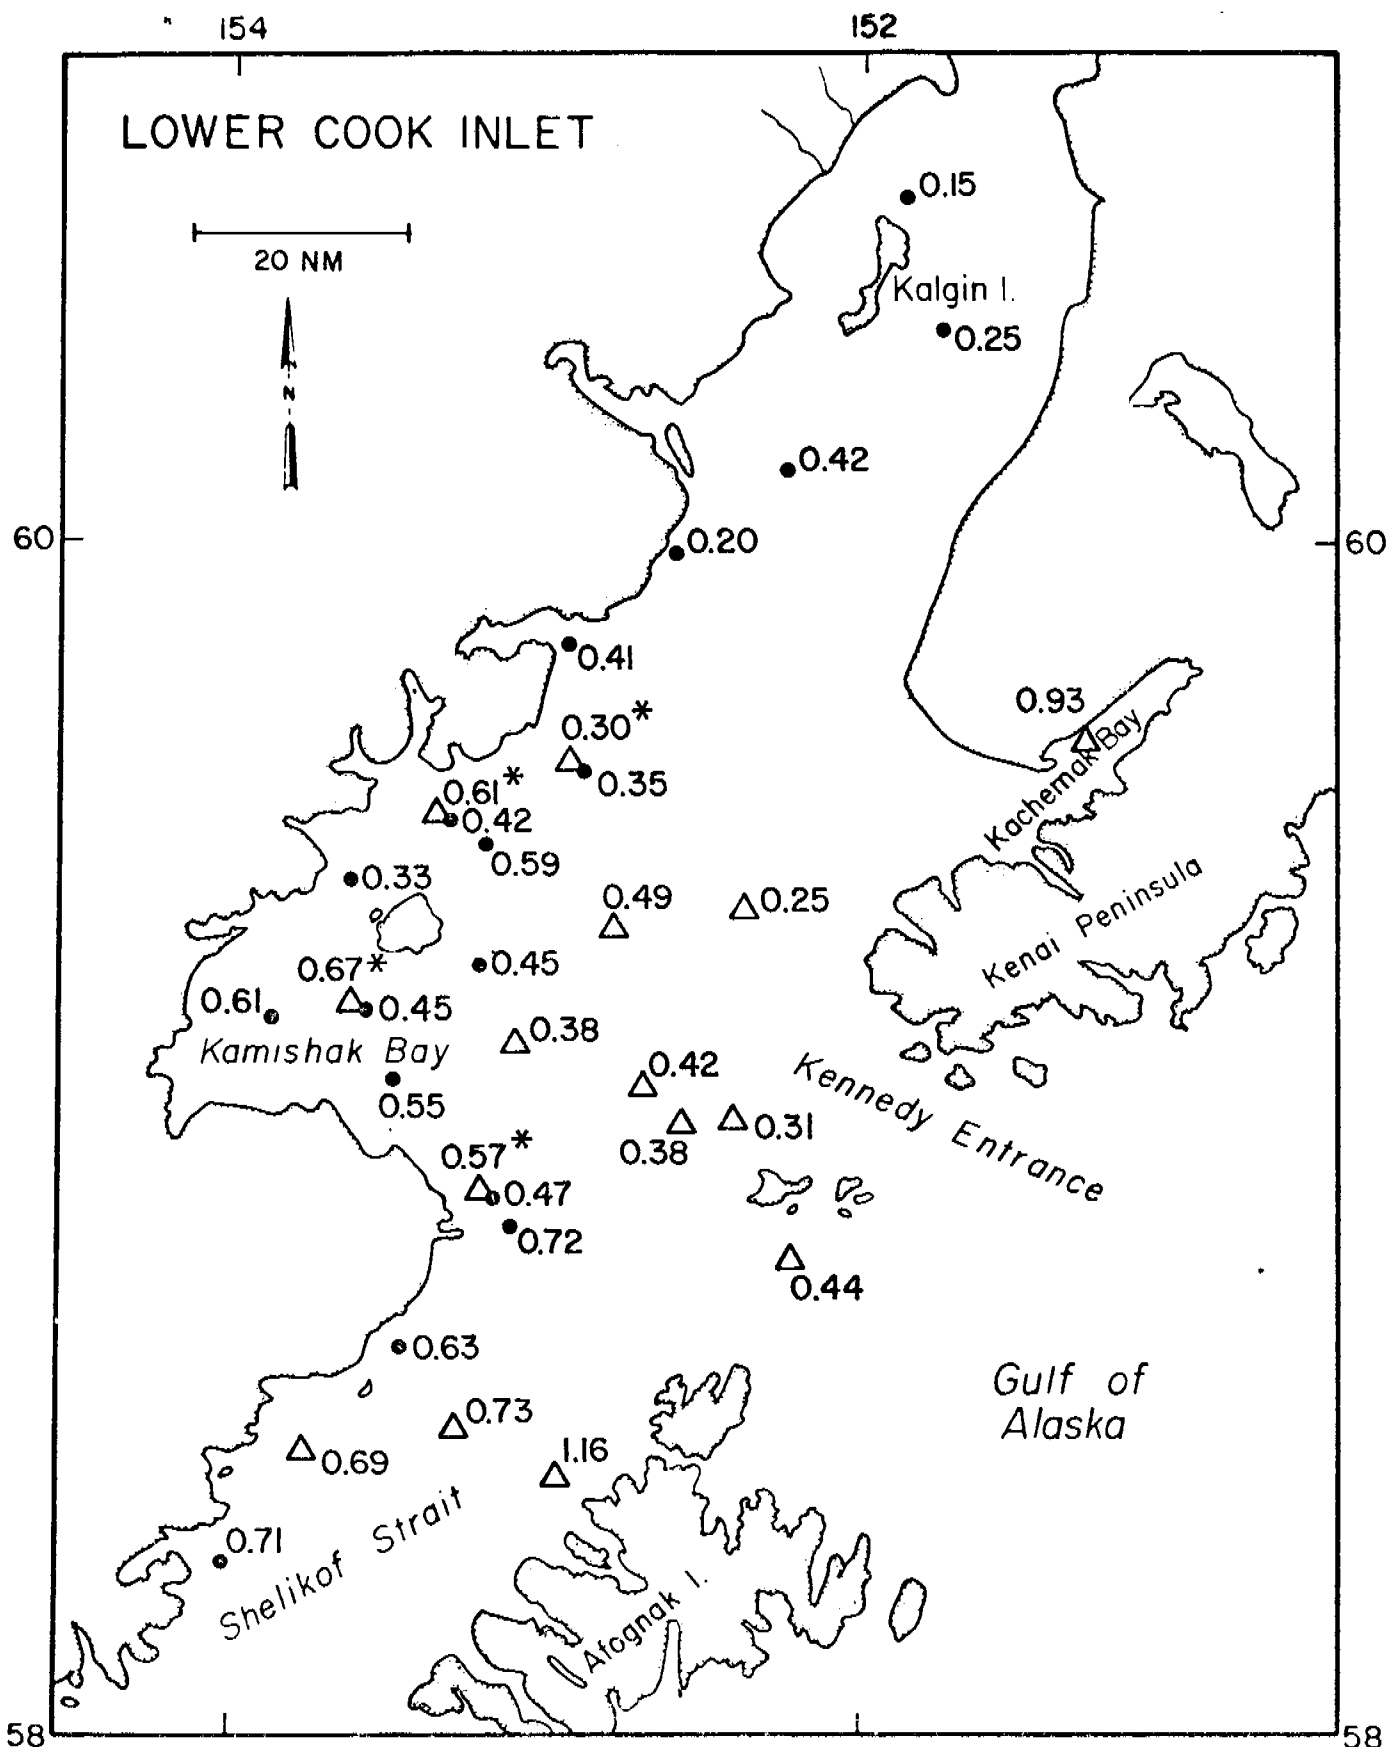 154 152
LOWER COOK INLET
0.15
20 NM
Kalgin I.
0.25
N
0.42
60 60
0.20
0.41
0.93
0.30*
0.35
Kachemak Bay
0.61*
0.42
0.59
0.33
0.49
0.25
Kenai Peninsula
0.67*
0.45
0.61
0.45
0.38
Kamishak Bay
0.42
Kennedy Entrance
0.55
0.31
0.38
0.57*
0.47
0.72
0.44
0.63
Gulf of
Alaska
0.73
0.69
1.16
Shelikof Strait
0.71
Afognak I.
58 58